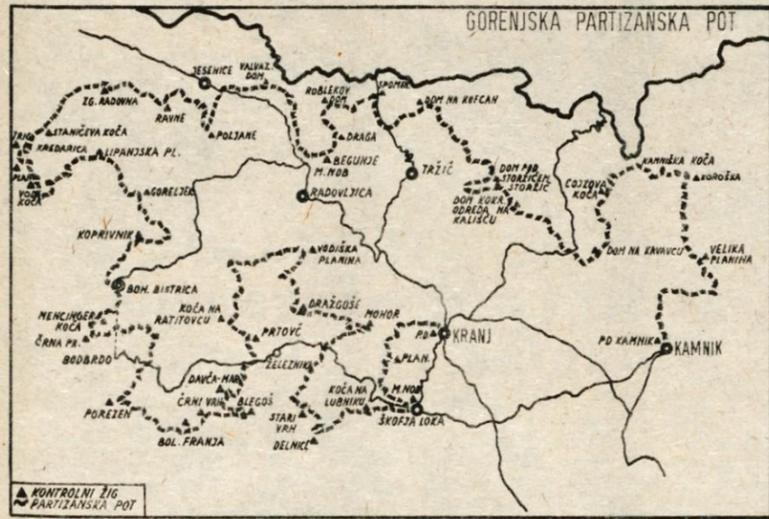 GORENJSKA PARTIZANSKA POT
JESENICE
VALVAZ.
DOM
ZG. RADOVNA
RAVNE
POLJANE
ROBLEKOV
DOM
SPOMEN.
DOM NA KOFCAH
DRAGA
BEGUNJE
M. NOB
RADOVLJICA
TRŽIČ
DOM POD
STORŽIČEM
STORŽIČ
DOM KOKR.
ODREDA NA
KALIŠČU
COJZOVA
KOČA
KAMNIŠKA KOČA
KOROŠKA
DOM NA KRVAVCU
VELIKA
PLANINA
STANIČEVA KOČA
KREDARICA
LIPANJSKA PL.
KOČA
GORELJEK
KOPRIVNIK
BOH. BISTRICA
VODIŠKA
PLANINA
MENCINGER.
KOČA
ČRNA PR.
KOČA NA
RATITOVCU
DRAŽGOŠE
MOHOR
PRTOVČ
PD
KRANJ
PLAN.
PD KAMNIK
KAMNIK
BODBRDO
ŽELEZNIKI
DAVČA-MAR.
ČRNI VRH
BLEGOŠ
KOČA NA
LUBNIKU
M. NOB
POREZEN
STARI
VRH
ŠKOFJA LOKA
BOL. FRANJA
DELNICE
KONTROLNI ŽIG
PARTIZANSKA POT